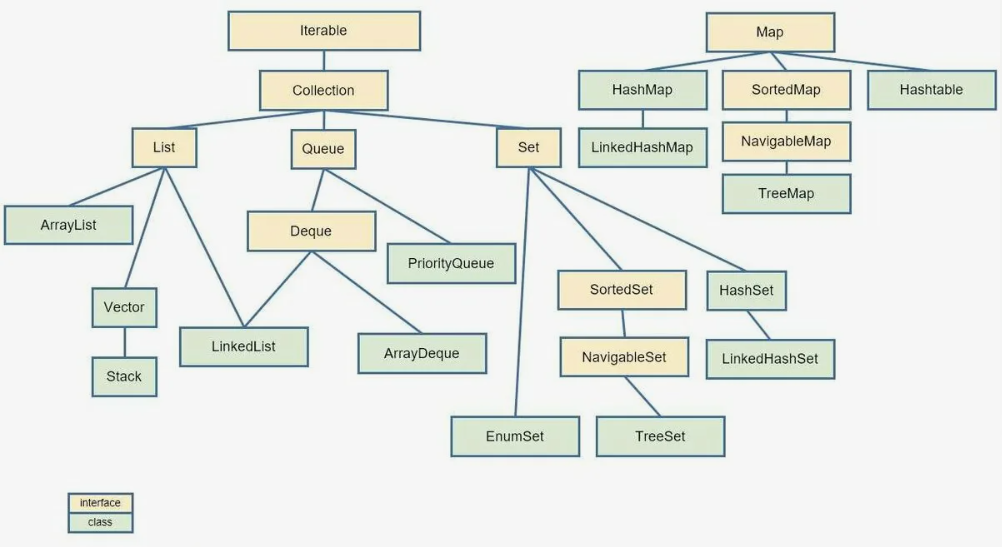 Iterable
Map
Collection
HashMap
SortedMap
Hashtable
List
Queue
Set
LinkedHashMap
NavigableMap
TreeMap
ArrayList
Deque
PriorityQueue
SortedSet
HashSet
Vector
LinkedList
ArrayDeque
NavigableSet
LinkedHashSet
Stack
EnumSet
TreeSet
interface
class